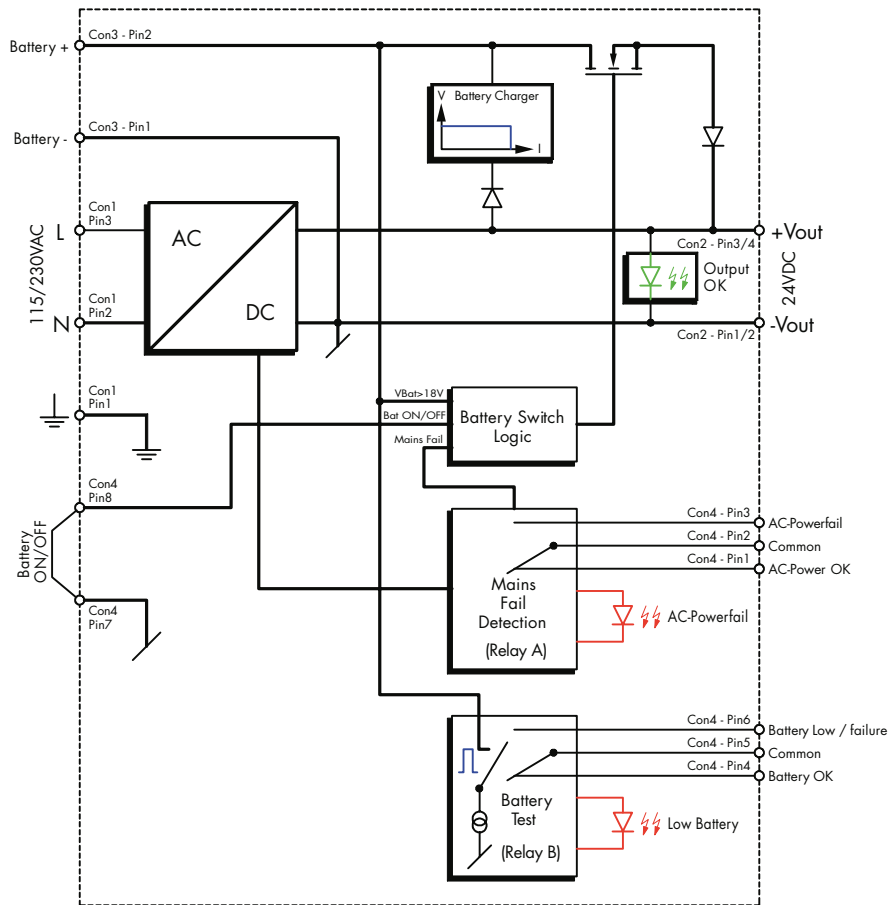 Battery +
Con3 - Pin2
V
Battery Charger
I
Battery -
Con3 - Pin1
115/230VAC
L
Con1
Pin3
AC
DC
N
Con1
Pin2
+Vout
Con2 - Pin3/4
Output
OK
24VDC
-Vout
Con2 - Pin1/2
Con1
Pin1
VBat>18V
Bat ON/OFF
Mains Fail
Battery Switch
Logic
Battery
ON/OFF
Con4
Pin8
Con4
Pin7
Con4 - Pin3
AC-Powerfail
Con4 - Pin2
Common
Con4 - Pin1
AC-Power OK
Mains
Fail
Detection
(Relay A)
AC-Powerfail
Con4 - Pin6
Battery Low / failure
Con4 - Pin5
Common
Con4 - Pin4
Battery OK
Battery
Test
(Relay B)
Low Battery